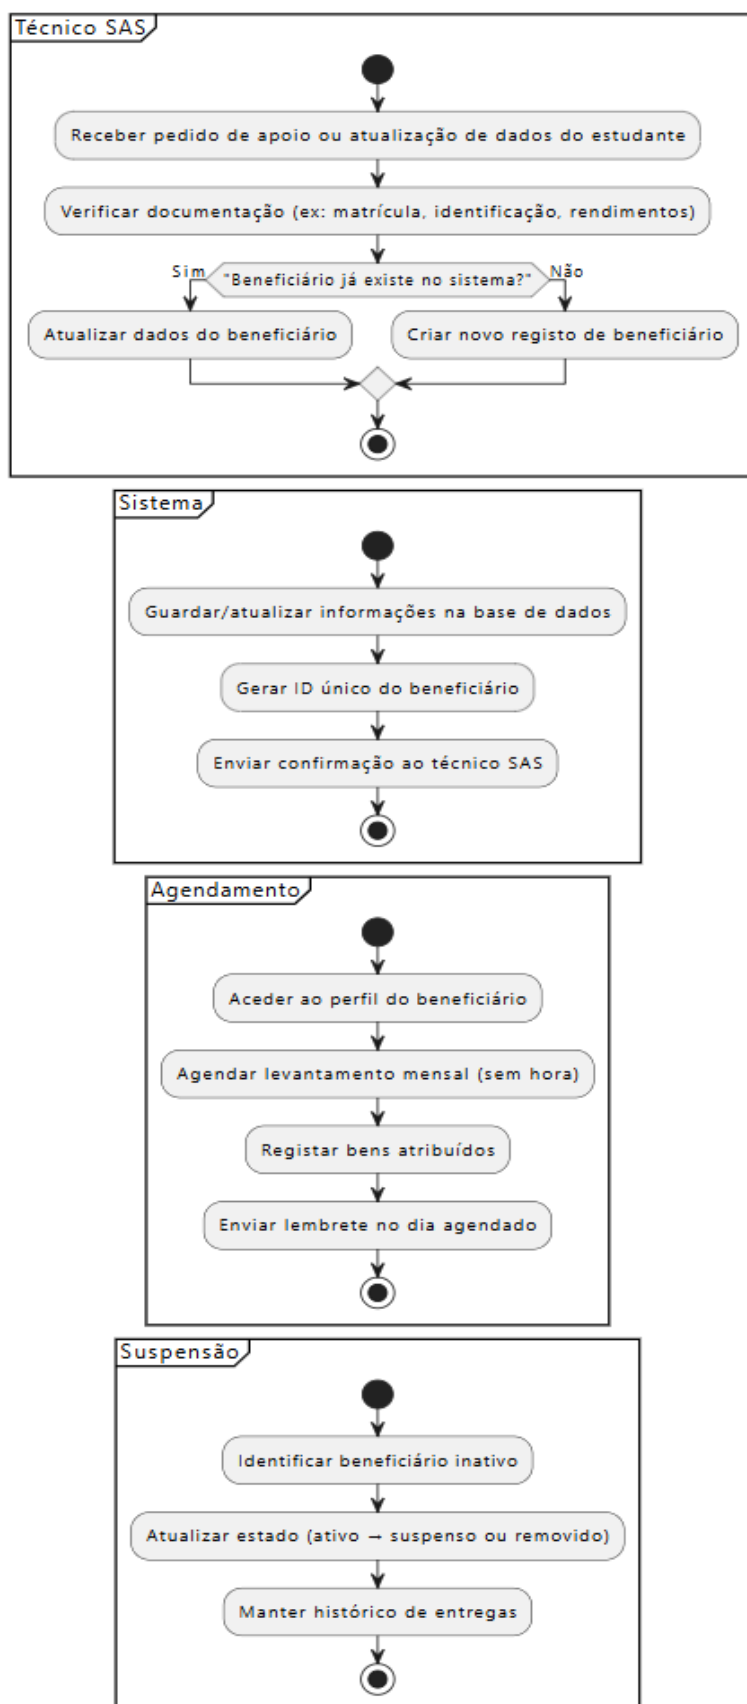 Técnico SAS
Receber pedido de apoio ou atualização de dados do estudante
Verificar documentação (ex: matrícula, identificação, rendimentos)
Sim
"Beneficiário já existe no sistema?"
Não
Atualizar dados do beneficiário
Criar novo registo de beneficiário
Sistema
Guardar/atualizar informações na base de dados
Gerar ID único do beneficiário
Enviar confirmação ao técnico SAS
Agendamento
Aceder ao perfil do beneficiário
Agendar levantamento mensal (sem hora)
Registar bens atribuídos
Enviar lembrete no dia agendado
Suspensão
Identificar beneficiário inativo
Atualizar estado (ativo → suspenso ou removido)
Manter histórico de entregas